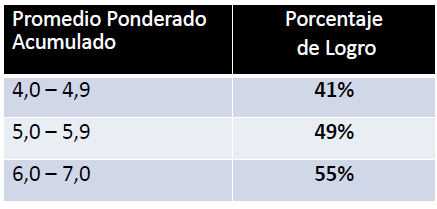 Promedio Ponderado Porcentaje
Acumulado de Logro
4,0 – 4,9 41%
5,0 – 5,9 49%
6,0 – 7,0 55%